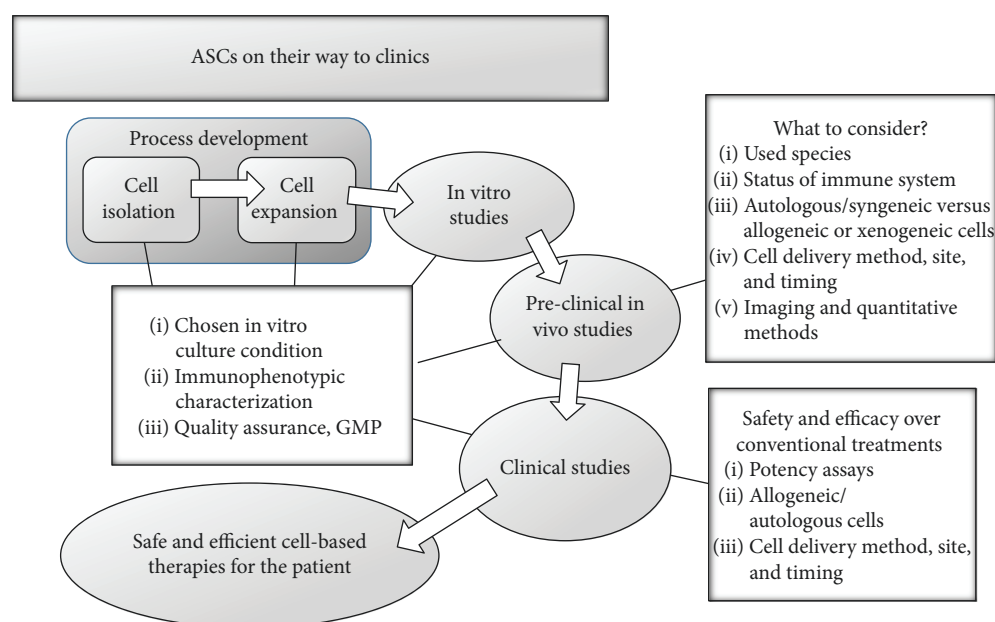 ASCs on their way to clinics
Process development
Cell
isolation
Cell
expansion
In vitro
studies
What to consider?
(i) Used species
(ii) Status of immune system
(iii) Autologous/syngeneic versus
allogeneic or xenogeneic cells
(iv) Cell delivery method, site,
and timing
(v) Imaging and quantitative
methods
(i) Chosen in vitro
culture condition
(ii) Immunophenotypic
characterization
(iii) Quality assurance, GMP
Pre-clinical in
vivo studies
Clinical studies
Safety and efficacy over
conventional treatments
(i) Potency assays
(ii) Allogeneic/
autologous cells
(iii) Cell delivery method, site,
and timing
Safe and efficient cell-based
therapies for the patient